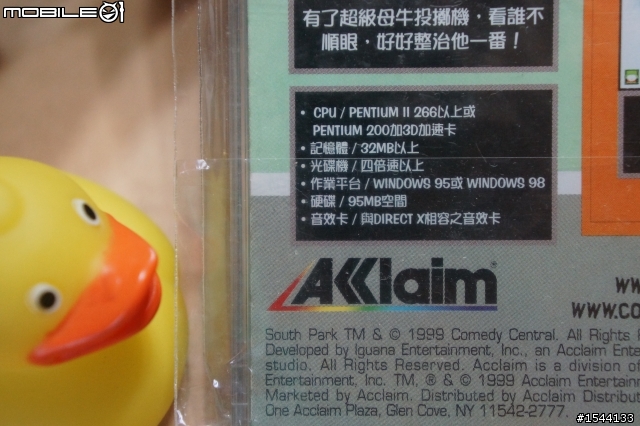 MOBILE01
有了超級母牛投擲機，看誰不
順眼，好好整治他一番！
• CPU / PENTIUM II 266以上或
PENTIUM 200加3D加速卡
• 記憶體 / 32MB以上
• 光碟機 / 四倍速以上
• 作業平台 / WINDOWS 95或 WINDOWS 98
• 硬碟 / 95MB空間
• 音效卡 / 與DIRECT X相容之音效卡
AKKlaim
WW
WWW.CO
South Park TM & © 1999 Comedy Central. All Rights
Developed by Iguana Entertainment, Inc., an Acclaim
studio. All Rights Reserved. Acclaim is a division of
Entertainment, Inc. TM, ® & © 1999 Acclaim
Marketed by Acclaim. Distributed by Acclaim
One Acclaim Plaza, Glen Cove, NY 11542-2777.
#1544133